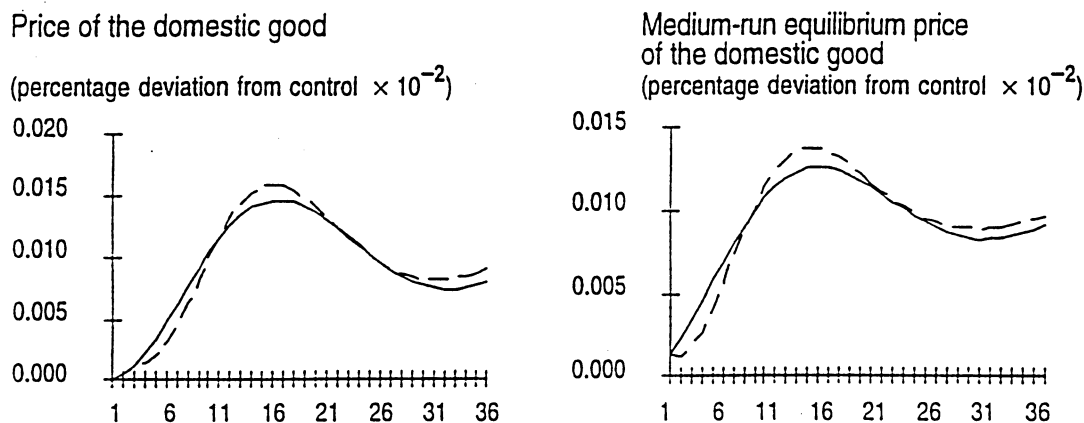 Price of the domestic good
(percentage deviation from control × 10⁻²)
0.020
0.015
0.010
0.005
0.000
1 6 11 16 21 26 31 36
Medium-run equilibrium price
of the domestic good
(percentage deviation from control × 10⁻²)
0.015
0.010
0.005
0.000
1 6 11 16 21 26 31 36